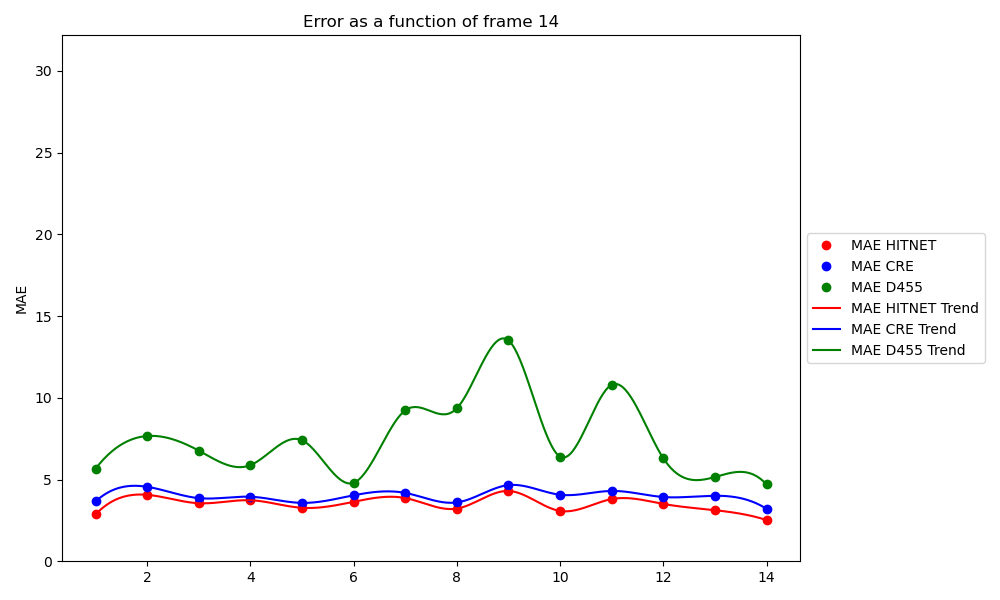 Error as a function of frame 14
30
25
20
15
10
5
0
MAE
2 4 6 8 10 12 14
MAE HITNET
MAE CRE
MAE D455
MAE HITNET Trend
MAE CRE Trend
MAE D455 Trend